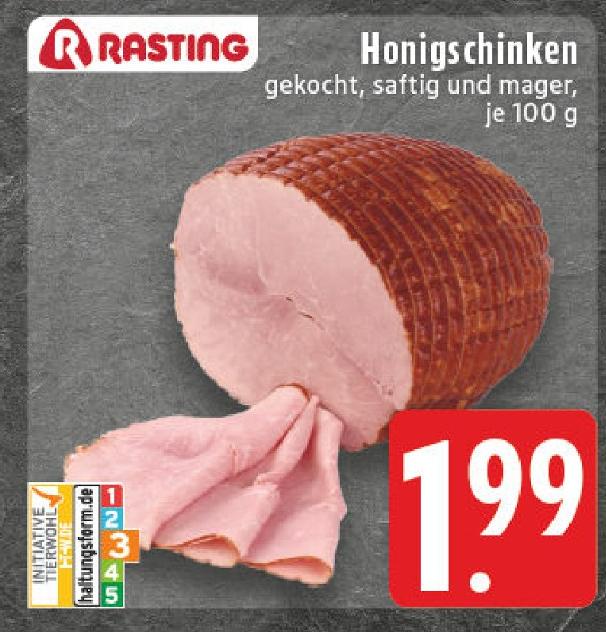 RASTING
Honigschinken
gekocht, saftig und mager,
je 100 g
1.99
INITIATIVE
TIERWOHL
haltungsform.de
1
2
3
4
5